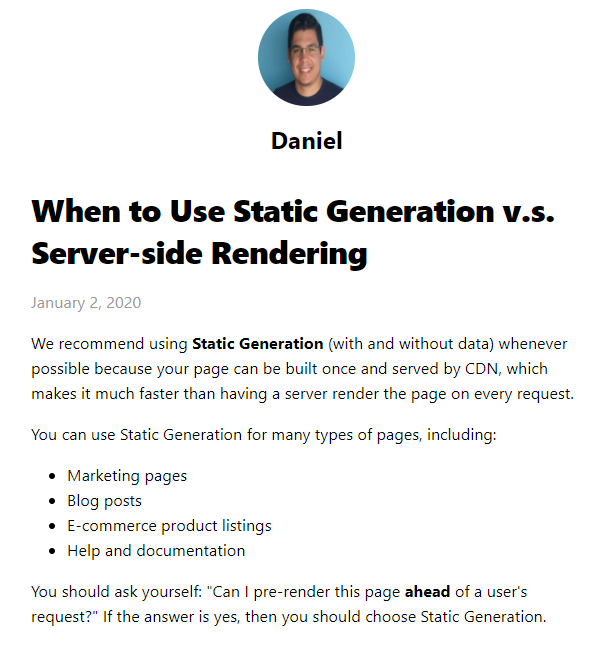 Daniel
When to Use Static Generation v.s.
Server-side Rendering
January 2, 2020
We recommend using Static Generation (with and without data) whenever
possible because your page can be built once and served by CDN, which
makes it much faster than having a server render the page on every request.
You can use Static Generation for many types of pages, including:
• Marketing pages
• Blog posts
• E-commerce product listings
• Help and documentation
You should ask yourself: "Can I pre-render this page ahead of a user's
request?" If the answer is yes, then you should choose Static Generation.